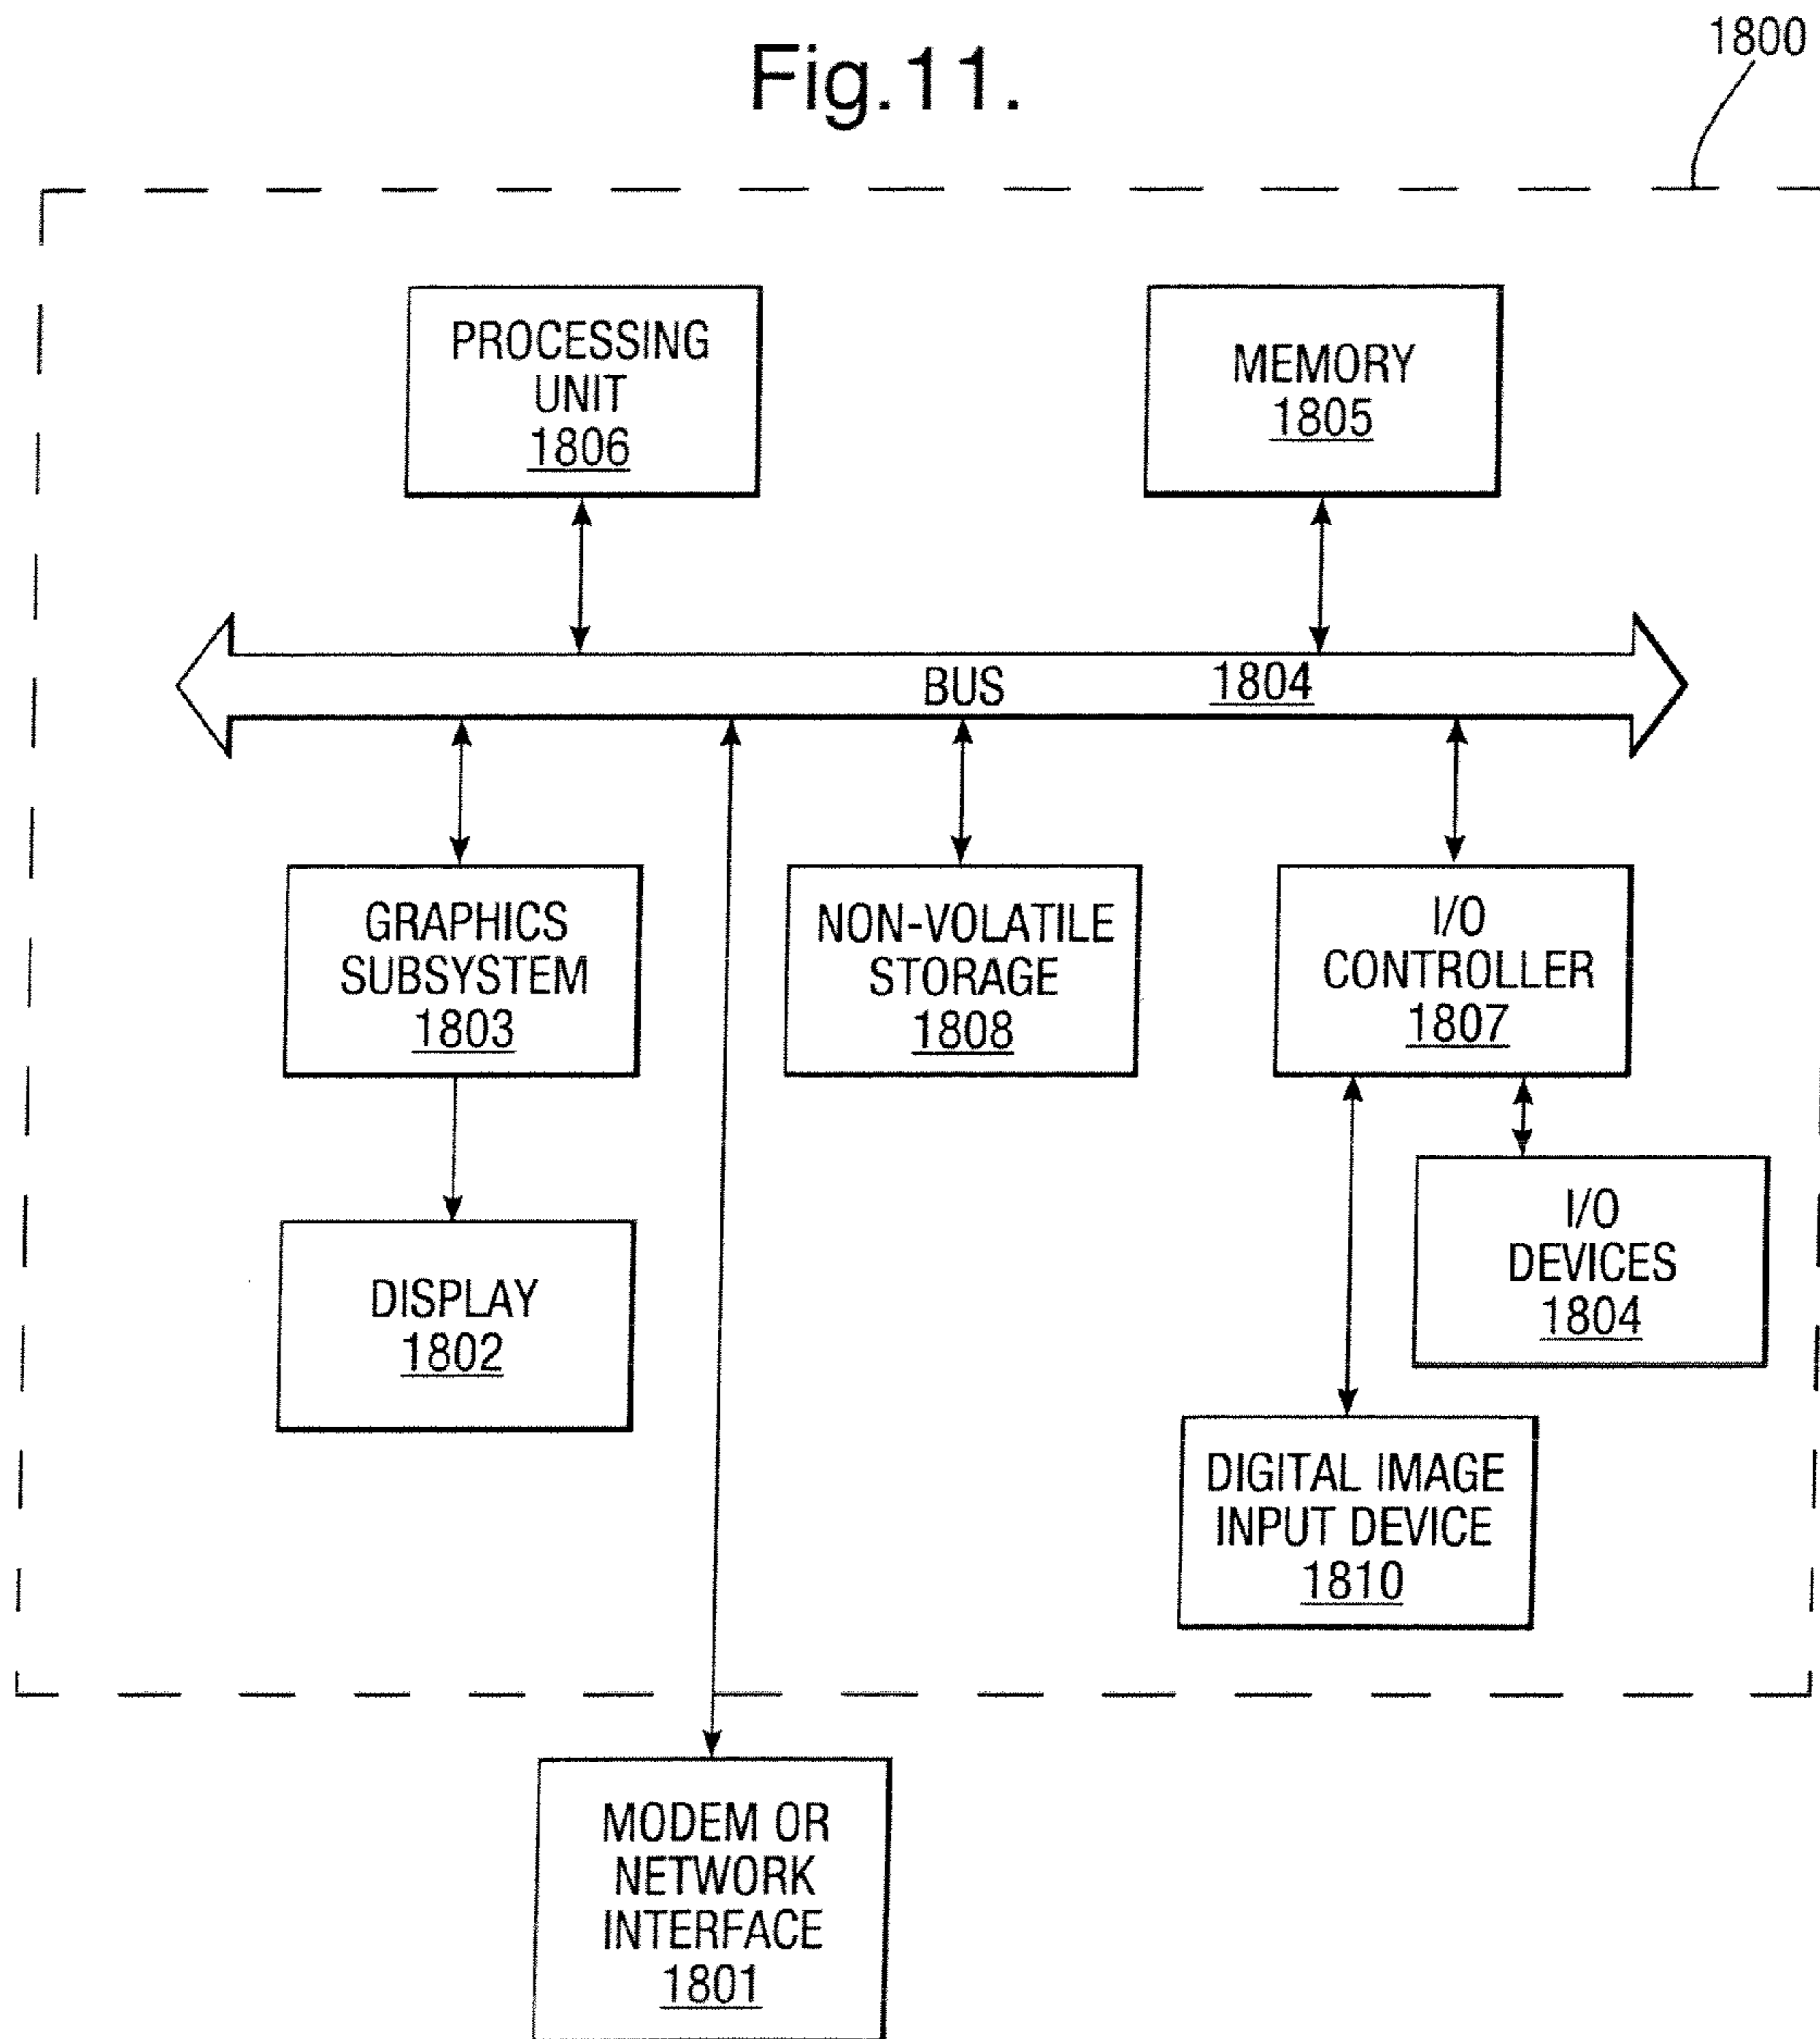 Fig.11.
1800
PROCESSING
UNIT
1806
MEMORY
1805
BUS 1804
GRAPHICS
SUBSYSTEM
1803
NON-VOLATILE
STORAGE
1808
I/O
CONTROLLER
1807
DISPLAY
1802
I/O
DEVICES
1804
DIGITAL IMAGE
INPUT DEVICE
1810
MODEM OR
NETWORK
INTERFACE
1801